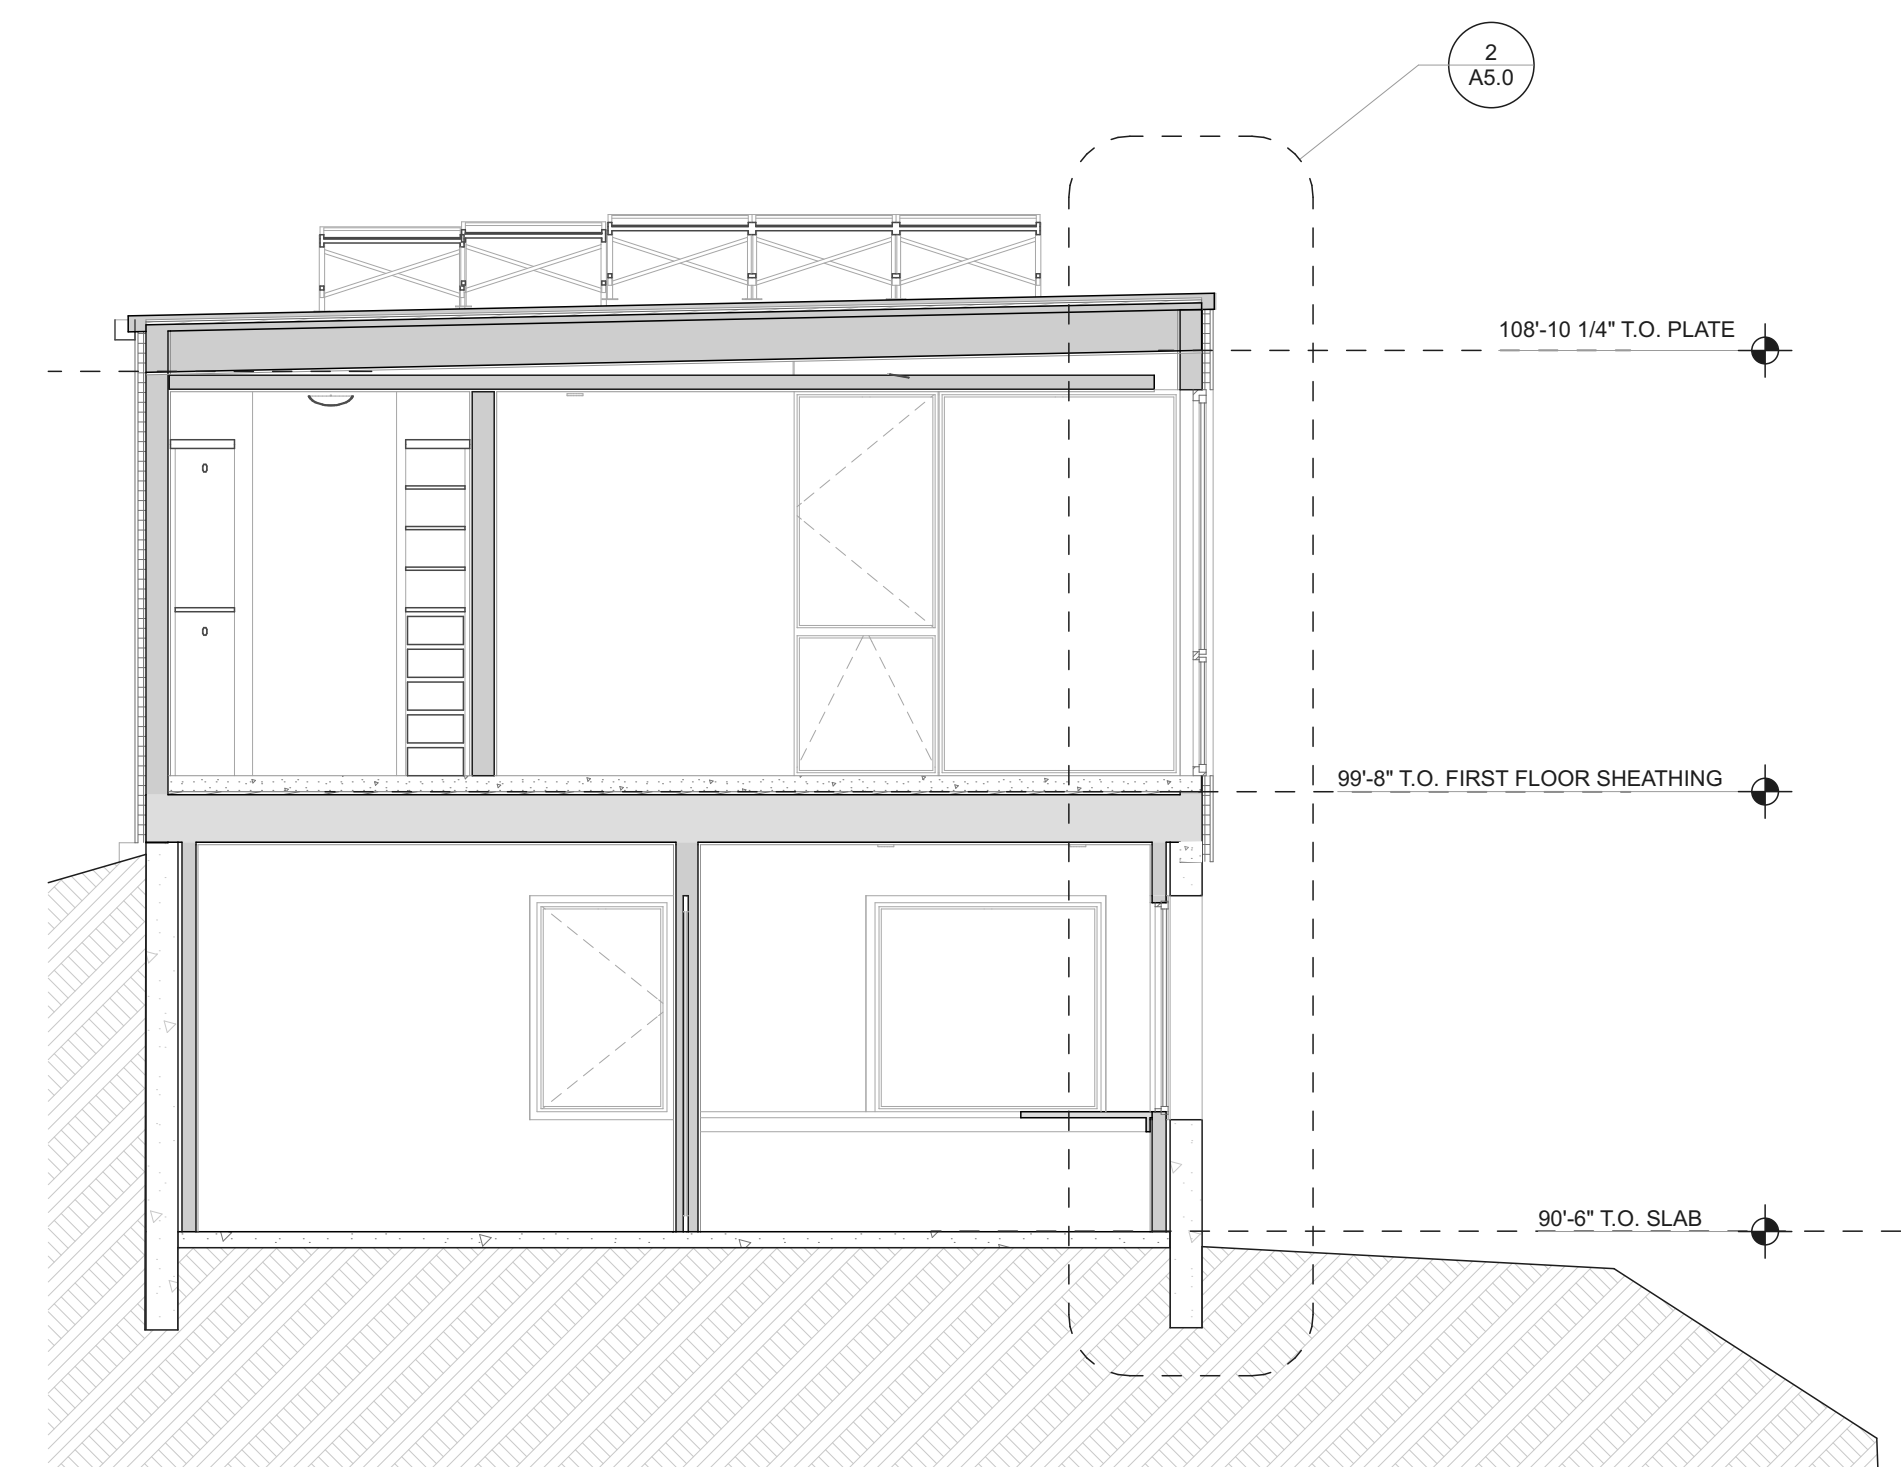 2
A5.0
108'-10 1/4" T.O. PLATE
99'-8" T.O. FIRST FLOOR SHEATHING
90'-6" T.O. SLAB